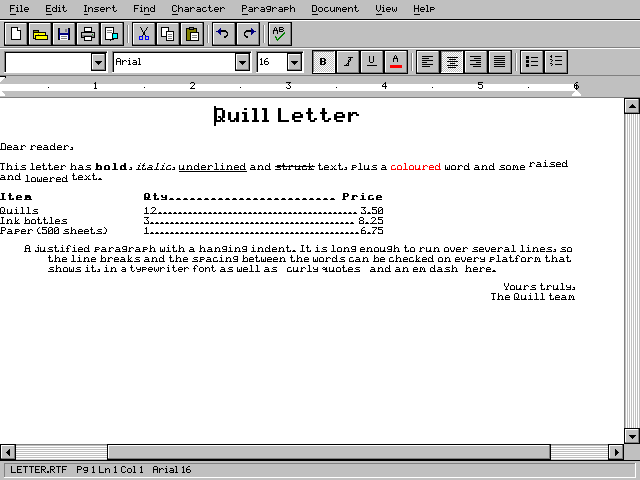 File Edit Insert Find Character Paragraph Document View Help
ABC
Arial 16 B I U A
1 2 3 4 5 6
Quill Letter
Dear reader,
This letter has bold, italic, underlined and struck text, plus a coloured word and some raised
and lowered text.
Item Qty........................ Price
Quills 12.................................................. 3.50
Ink bottles 3................................................... 8.25
Paper (500 sheets) 1....................................................6.75
A justified paragraph with a hanging indent. It is long enough to run over several lines, so
the line breaks and the spacing between the words can be checked on every platform that
shows it, in a typewriter font as well as curly quotes and an em dash here.
Yours truly,
The Quill team
LETTER.RTF Pg 1 Ln 1 Col 1 Arial 16